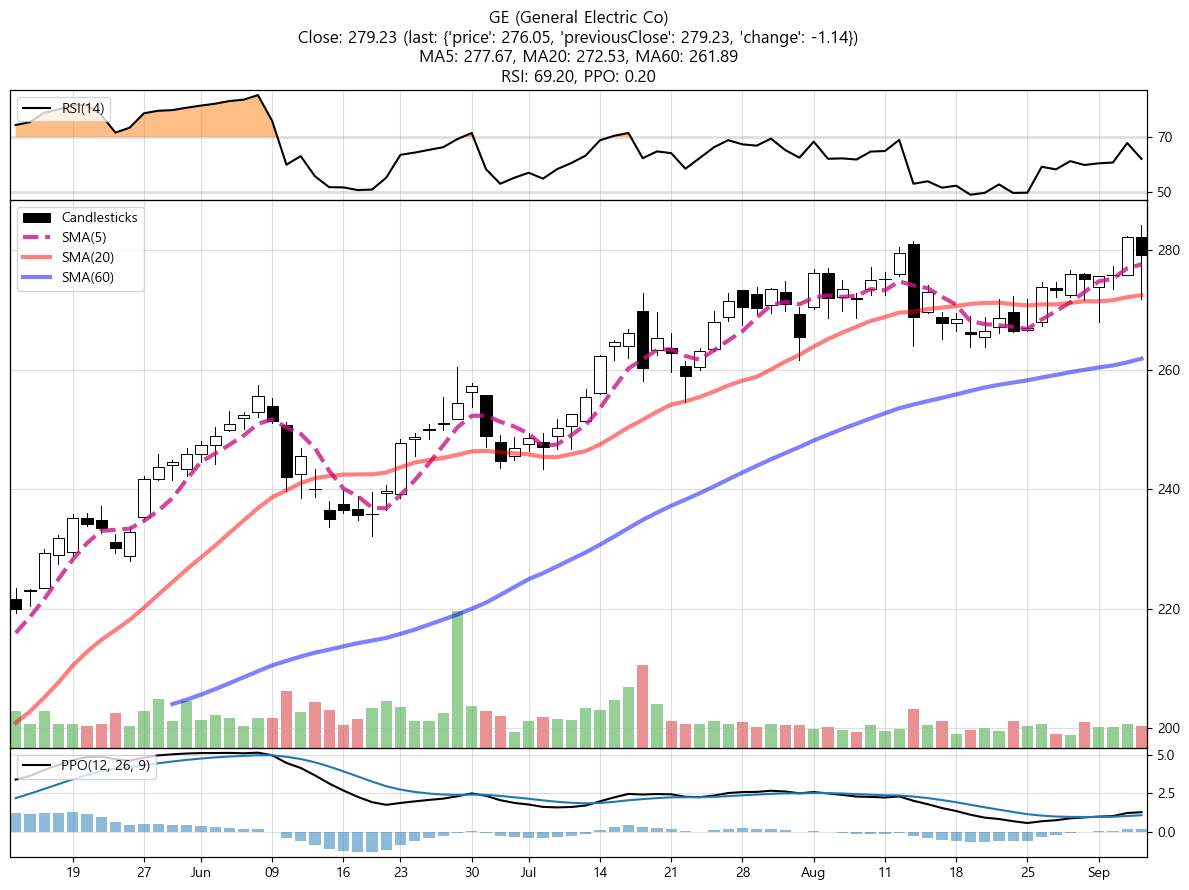 GE (General Electric Co)
Close: 279.23 (last: {'price': 276.05, 'previousClose': 279.23, 'change': -1.14})
MA5: 277.67, MA20: 272.53, MA60: 261.89
RSI: 69.20, PPO: 0.20
RSI(14)
70
50
Candlesticks
SMA(5)
SMA(20)
SMA(60)
280
260
240
220
200
PPO(12, 26, 9)
5.0
2.5
0.0
19 27 Jun 09 16 23 30 Jul 14 21 28 Aug 11 18 25 Sep